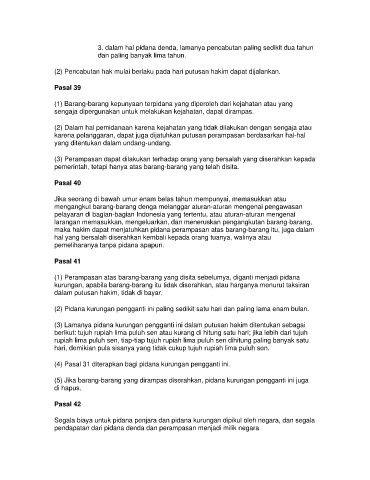 3. dalam hal pidana denda, lamanya pencabutan paling sedikit dua tahun
dan paling banyak lima tahun.
(2) Pencabutan hak mulai berlaku pada hari putusan hakim dapat dijalankan.
Pasal 39
(1) Barang-barang kepunyaan terpidana yang diperoleh dari kejahatan atau yang
sengaja dipergunakan untuk melakukan kejahatan, dapat dirampas.
(2) Dalam hal pemidanaan karena kejahatan yang tidak dilakukan dengan sengaja atau
karena pelanggaran, dapat juga dijatuhkan putusan perampasan berdasarkan hal-hal
yang ditentukan dalam undang-undang.
(3) Perampasan dapat dilakukan terhadap orang yang bersalah yang diserahkan kepada
pemerintah, tetapi hanya atas barang-barang yang telah disita.
Pasal 40
Jika seorang di bawah umur enam belas tahun mempunyai, memasukkan atau
mengangkut barang-barang denga melanggar aturan-aturan mengenai pengawasan
pelayaran di bagian-bagian Indonesia yang tertentu, atau aturan-aturan mengenai
larangan memasukkan, mengeluarkan, dan meneruskan pengangkutan barang-barang,
maka hakim dapat menjatuhkan pidana perampasan atas barang-barang itu, juga dalam
hal yang bersalah diserahkan kembali kepada orang tuanya, walinya atau
pemeliharanya tanpa pidana apapun.
Pasal 41
(1) Perampasan atas barang-barang yang disita sebelumya, diganti menjadi pidana
kurungan, apabila barang-barang itu tidak diserahkan, atau harganya menurut taksiran
dalam putusan hakim, tidak di bayar.
(2) Pidana kurungan pengganti ini paling sedikit satu hari dan paling lama enam bulan.
(3) Lamanya pidana kurungan pengganti ini dalam putusan hakim ditentukan sebagai
berikut: tujuh rupiah lima puluh sen atau kurang di hitung satu hari; jika lebih dari tujuh
rupiah lima puluh sen, tiap-tiap tujuh rupiah lima puluh sen dihitung paling banyak satu
hari, demikian pula sisanya yang tidak cukup tujuh rupiah lima puluh sen.
(4) Pasal 31 diterapkan bagi pidana kurungan pengganti ini.
(5) Jika barang-barang yang dirampas diserahkan, pidana kurungan pengganti ini juga
di hapus.
Pasal 42
Segala biaya untuk pidana penjara dan pidana kurungan dipikul oleh negara, dan segala
pendapatan dari pidana denda dan perampasan menjadi milik negara.